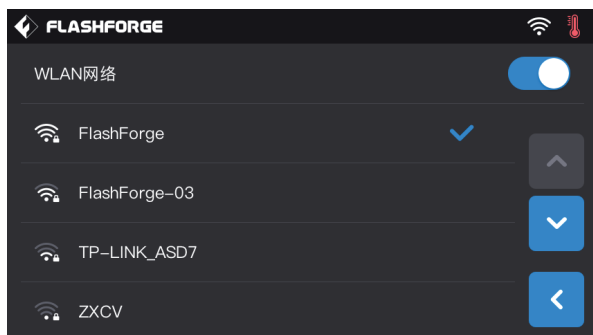 FLASHFORGE
WLAN网络
FlashForge
FlashForge-03
TP-LINK_ASD7
ZXCV